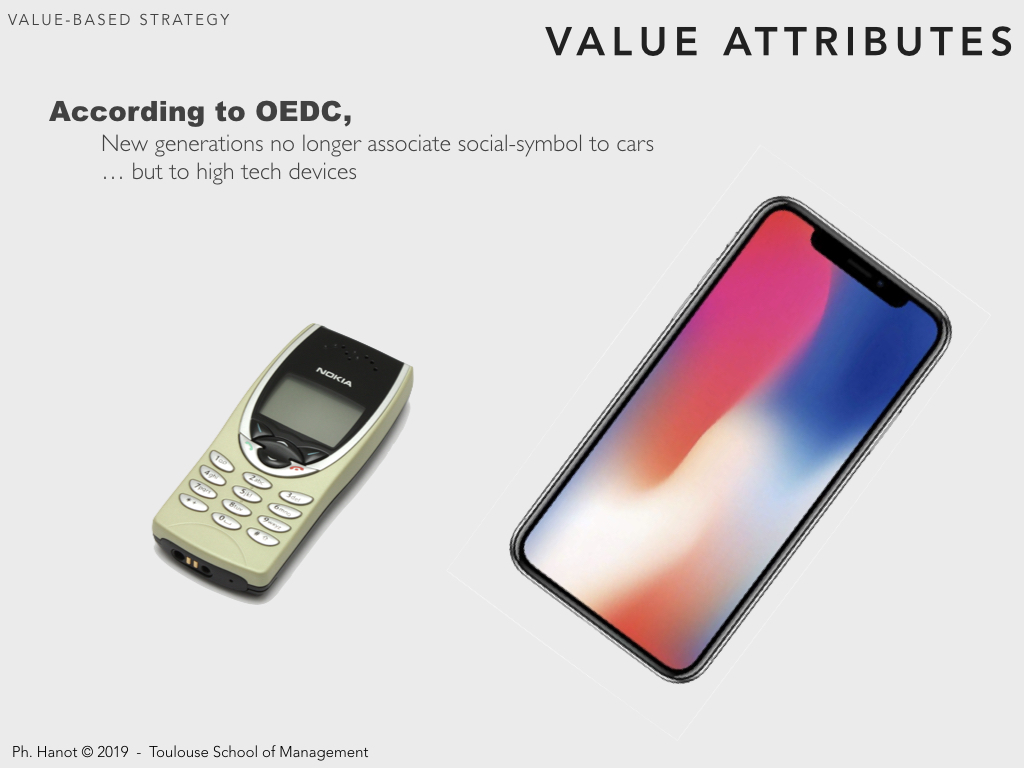 VALUE-BASED STRATEGY
VALUE ATTRIBUTES
According to OEDC,
New generations no longer associate social-symbol to cars
… but to high tech devices
NOKIA
Ph. Hanot © 2019 - Toulouse School of Management